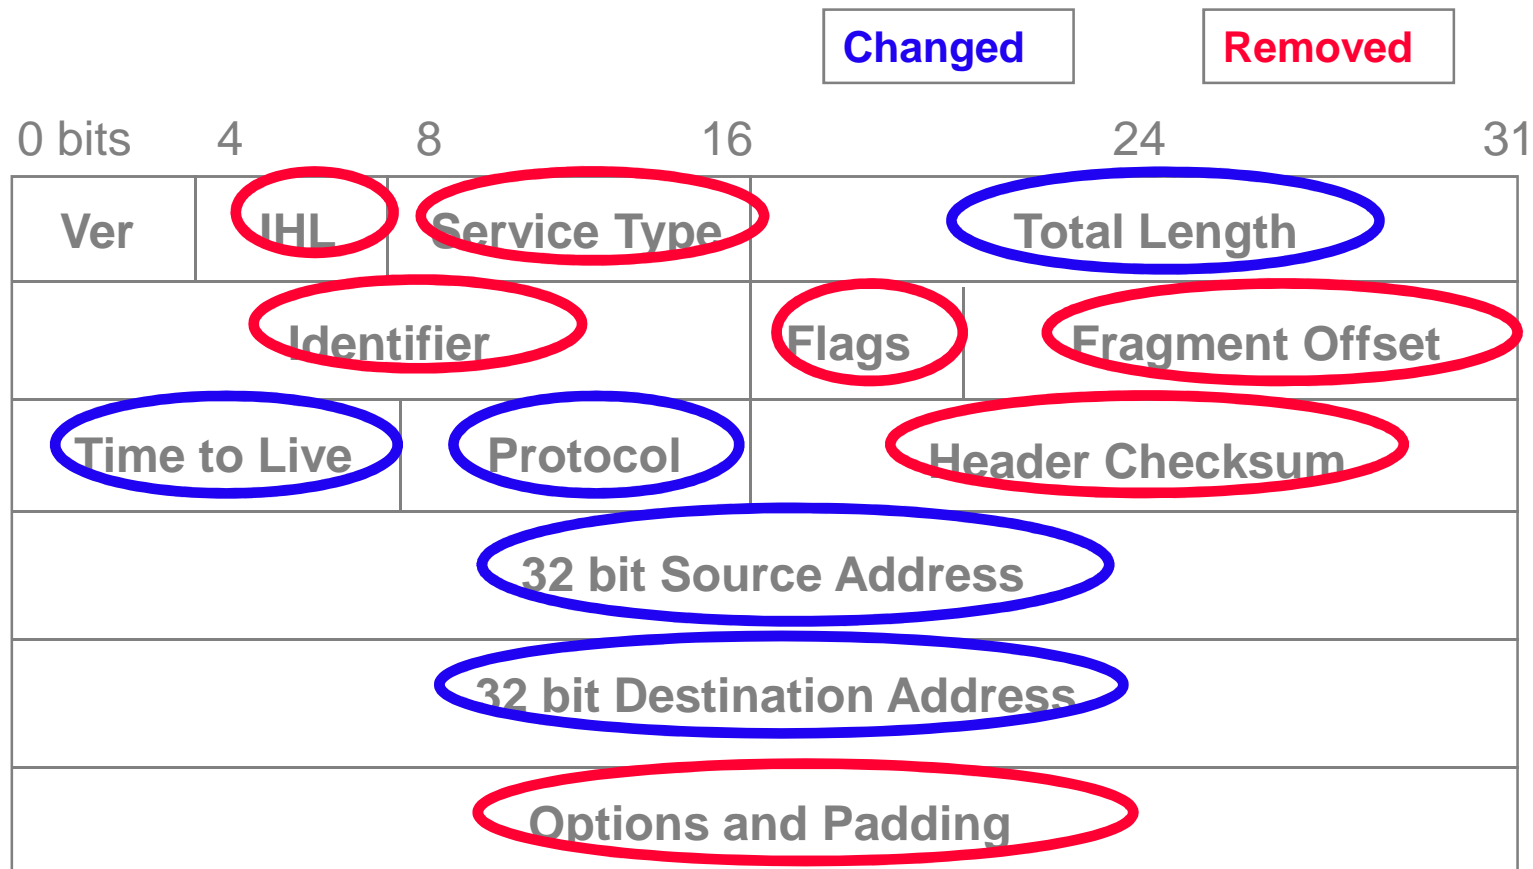 Changed Removed
0 bits 4 8 16 24 31
Ver IHL Service Type Total Length
Identifier Flags Fragment Offset
Time to Live Protocol Header Checksum
32 bit Source Address
32 bit Destination Address
Options and Padding